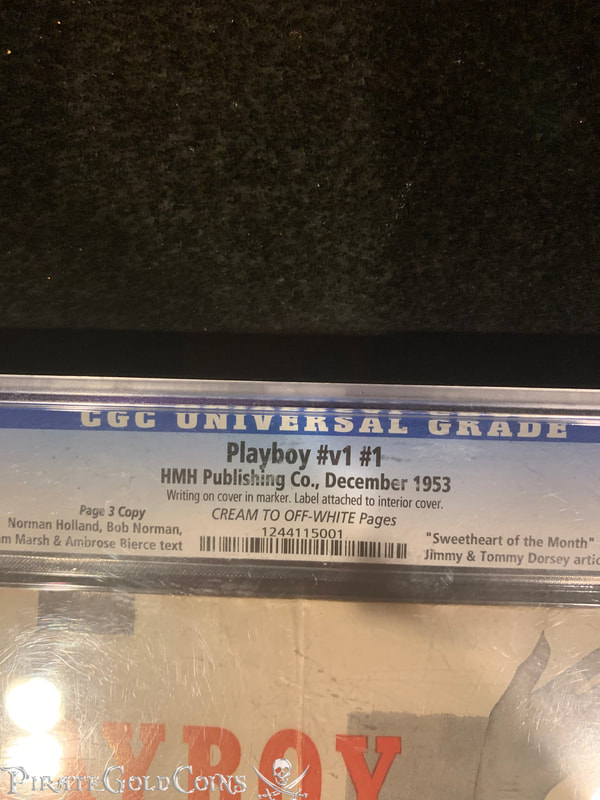 CGC UNIVERSAL GRADE
Playboy #v1 #1
HMH Publishing Co., December 1953
Writing on cover in marker. Label attached to interior cover.
CREAM TO OFF-WHITE Pages
1244115001
Page 3 Copy
Norman Holland, Bob Norman,
Marsh & Ambrose Bierce text
"Sweetheart of the Month"
Jimmy & Tommy Dorsey
AYBOY
PIRATEGOLDCOINS